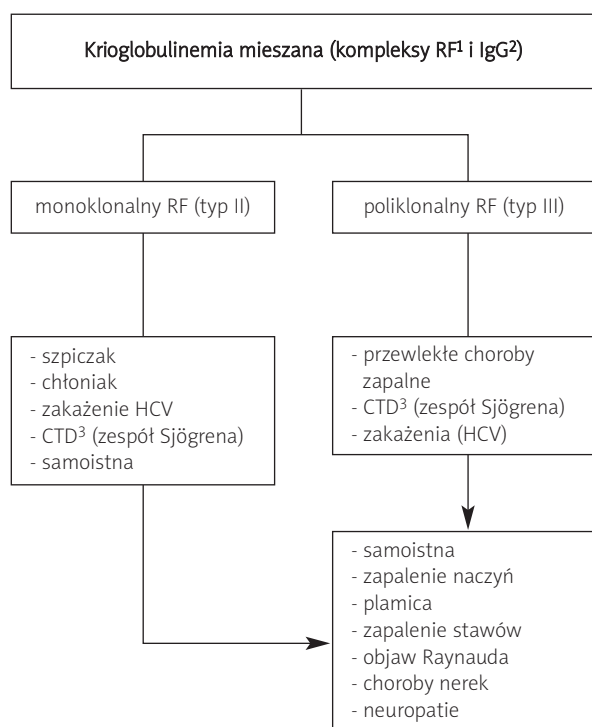 Krioglobulinemia mieszana (kompleksy RF¹ i IgG²)
monoklonalny RF (typ II)
poliklonalny RF (typ III)
- szpiczak
- chłoniak
- zakażenie HCV
- CTD³ (zespół Sjögrena)
- samoistna
- przewlekłe choroby
zapalne
- CTD³ (zespół Sjögrena)
- zakażenia (HCV)
- samoistna
- zapalenie naczyń
- plamica
- zapalenie stawów
- objaw Raynauda
- choroby nerek
- neuropatie